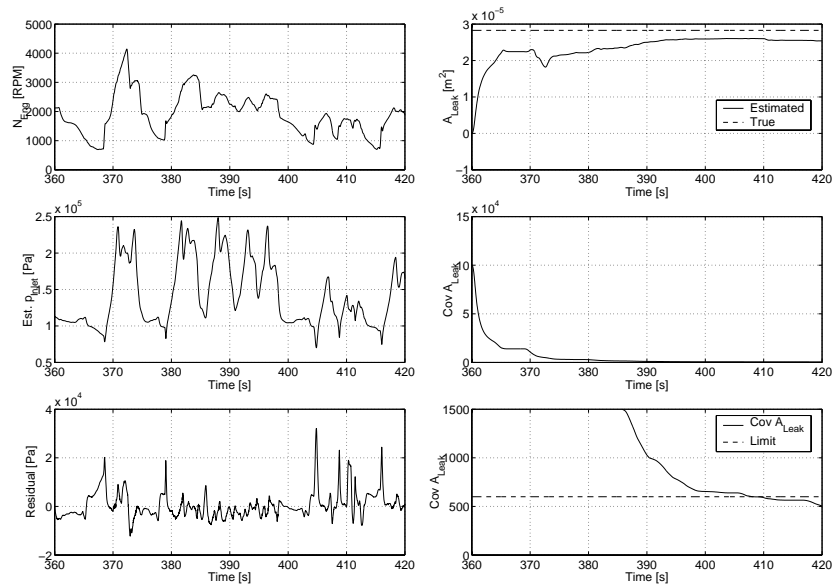 5000
4000
3000
2000
1000
0
N_Eng [RPM]
360 370 380 390 400 410 420
Time [s]
x 10^-5
3
2
1
0
-1
A_Leak [m^2]
Estimated
True
360 370 380 390 400 410 420
Time [s]
x 10^5
2.5
2
1.5
1
0.5
Est. p_Inlet [Pa]
360 370 380 390 400 410 420
Time [s]
x 10^4
15
10
5
0
Cov A_Leak
360 370 380 390 400 410 420
Time [s]
x 10^4
4
2
0
-2
Residual [Pa]
360 370 380 390 400 410 420
Time [s]
1500
1000
500
0
Cov A_Leak
Cov A_Leak
Limit
360 370 380 390 400 410 420
Time [s]